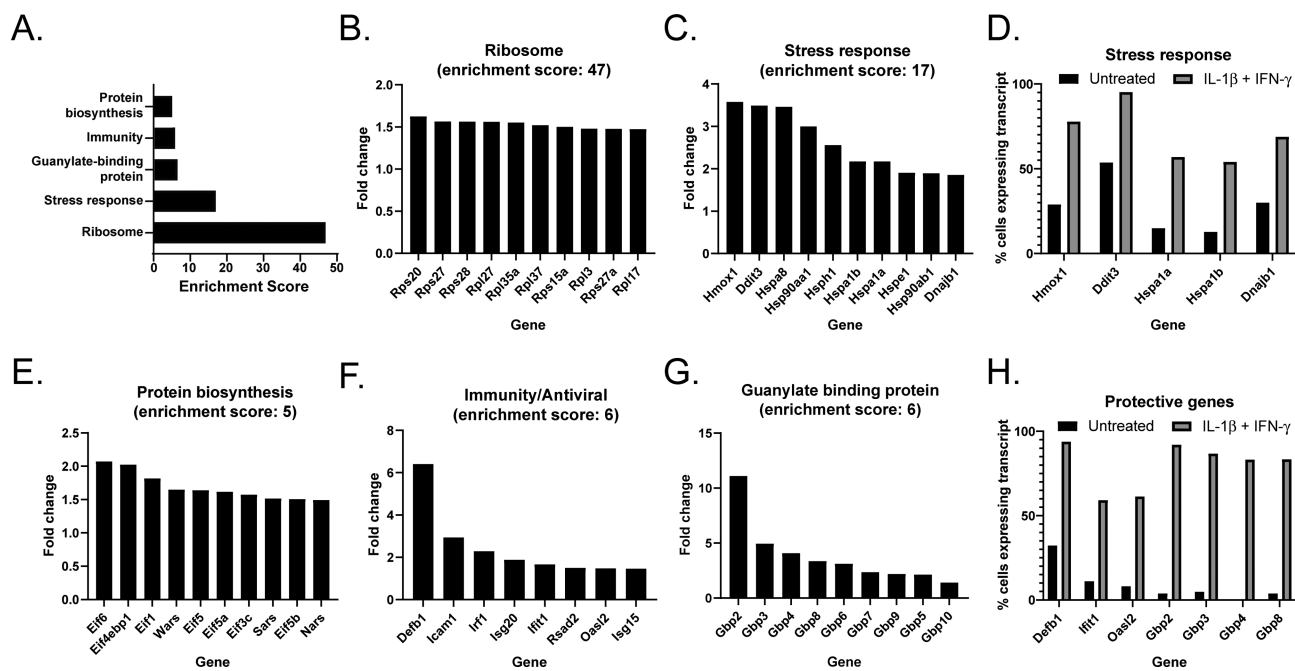 A.
Protein
biosynthesis
Immunity
Guanylate-binding
protein
Stress response
Ribosome
0 10 20 30 40 50
Enrichment Score
B.
Ribosome
(enrichment score: 47)
Fold change
2.0
1.5
1.0
0.5
0.0
Rps20 Rps27 Rps28 Rpl27 Rpl35a Rpl37 Rps15a Rpl3 Rps27a Rpl17
Gene
C.
Stress response
(enrichment score: 17)
Fold change
4
3
2
1
0
Hmox1 Ddit3 Hspa8 Hsp90aa1 Hsph1 Hspa1b Hspa1a Hspe1 Hsp90ab1 Dnajb1
Gene
D.
Stress response
Untreated IL-1β + IFN-γ
% cells expressing transcript
100
50
0
Hmox1 Ddit3 Hspa1a Hspa1b Dnajb1
Gene
E.
Protein biosynthesis
(enrichment score: 5)
Fold change
2.5
2.0
1.5
1.0
0.5
0.0
Eif6 Eif4ebp1 Eif1 Wars Eif5 Eif5a Eif3c Sars Eif5b Nars
Gene
F.
Immunity/Antiviral
(enrichment score: 6)
Fold change
8
6
4
2
0
Defb1 Icam1 Irf1 Isg20 Ifit1 Rsad2 Oasl2 Isg15
Gene
G.
Guanylate binding protein
(enrichment score: 6)
Fold change
15
10
5
0
Gbp2 Gbp3 Gbp4 Gbp8 Gbp6 Gbp7 Gbp9 Gbp5 Gbp10
Gene
H.
Protective genes
Untreated IL-1β + IFN-γ
% cells expressing transcript
100
50
0
Defb1 Ifit1 Oasl2 Gbp2 Gbp3 Gbp4 Gbp8
Gene